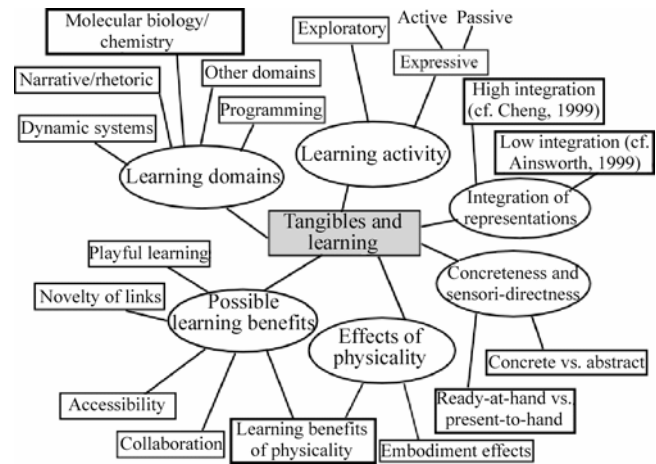 Molecular biology/
chemistry
Narrative/rhetoric
Other domains
Dynamic systems
Programming
Learning domains
Exploratory
Active Passive
Expressive
Learning activity
High integration
(cf. Cheng, 1999)
Low integration (cf.
Ainsworth, 1999)
Integration of
representations
Tangibles and
learning
Concreteness and
sensori-directness
Concrete vs. abstract
Ready-at-hand vs.
present-to-hand
Playful learning
Novelty of links
Possible
learning benefits
Accessibility
Collaboration
Learning benefits
of physicality
Effects of
physicality
Embodiment effects